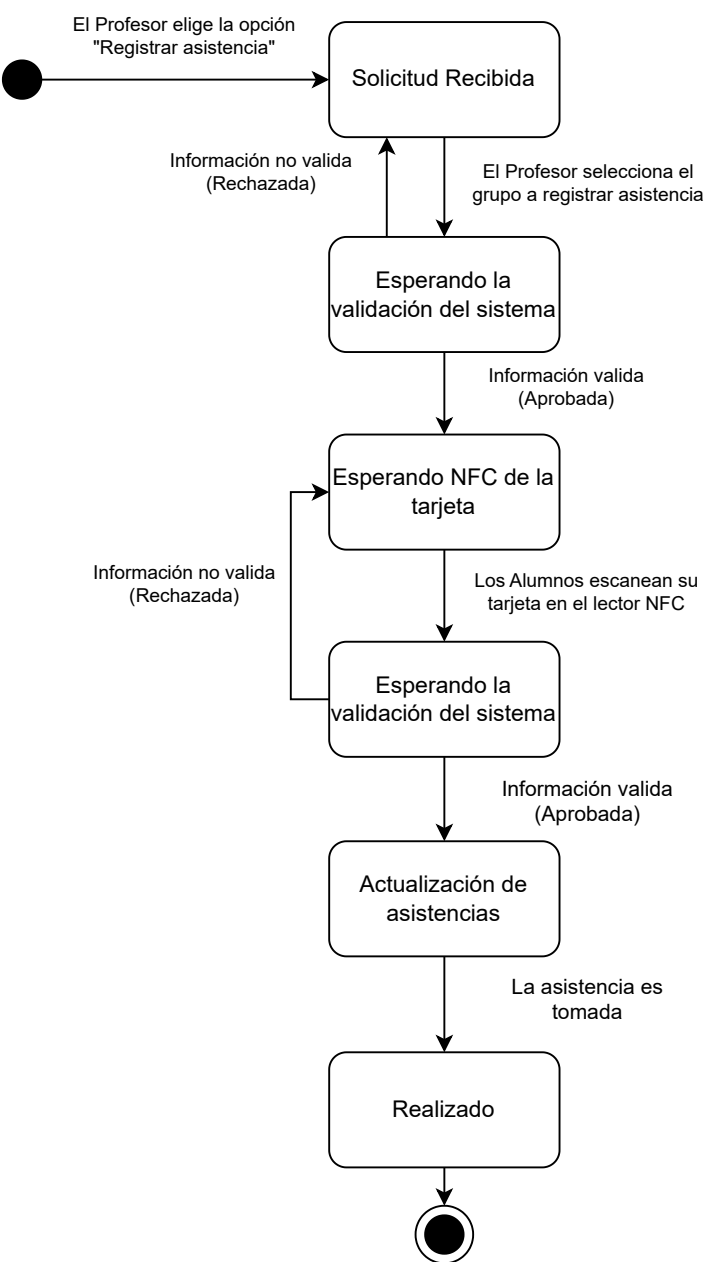 El Profesor elige la opción
"Registrar asistencia"
Solicitud Recibida
Información no valida
(Rechazada)
El Profesor selecciona el
grupo a registrar asistencia
Esperando la
validación del sistema
Información valida
(Aprobada)
Esperando NFC de la
tarjeta
Información no valida
(Rechazada)
Los Alumnos escanean su
tarjeta en el lector NFC
Esperando la
validación del sistema
Información valida
(Aprobada)
Actualización de
asistencias
La asistencia es
tomada
Realizado